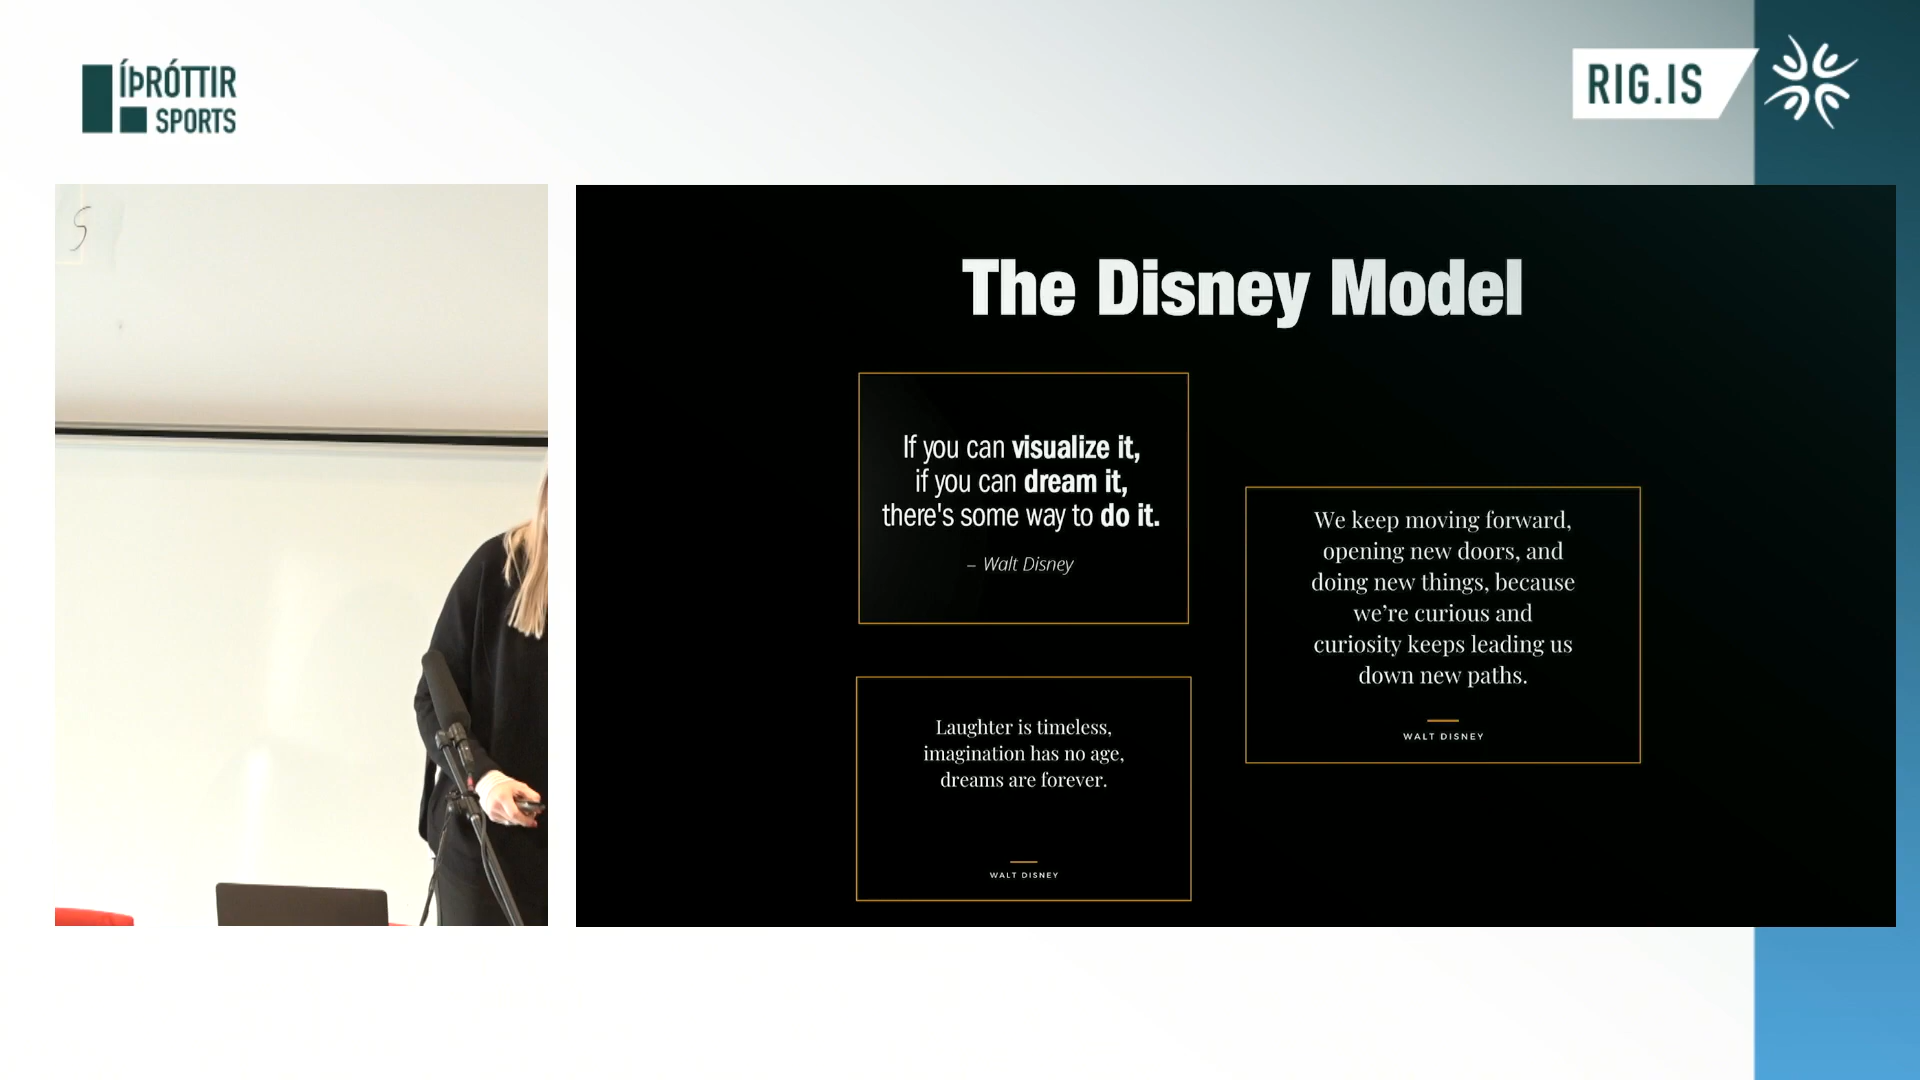 ÍÞRÓTTIR
SPORTS
RIG.IS
S
The Disney Model
If you can visualize it,
if you can dream it,
there's some way to do it.
– Walt Disney
We keep moving forward,
opening new doors, and
doing new things, because
we’re curious and
curiosity keeps leading us
down new paths.
WALT DISNEY
Laughter is timeless,
imagination has no age,
dreams are forever.
WALT DISNEY